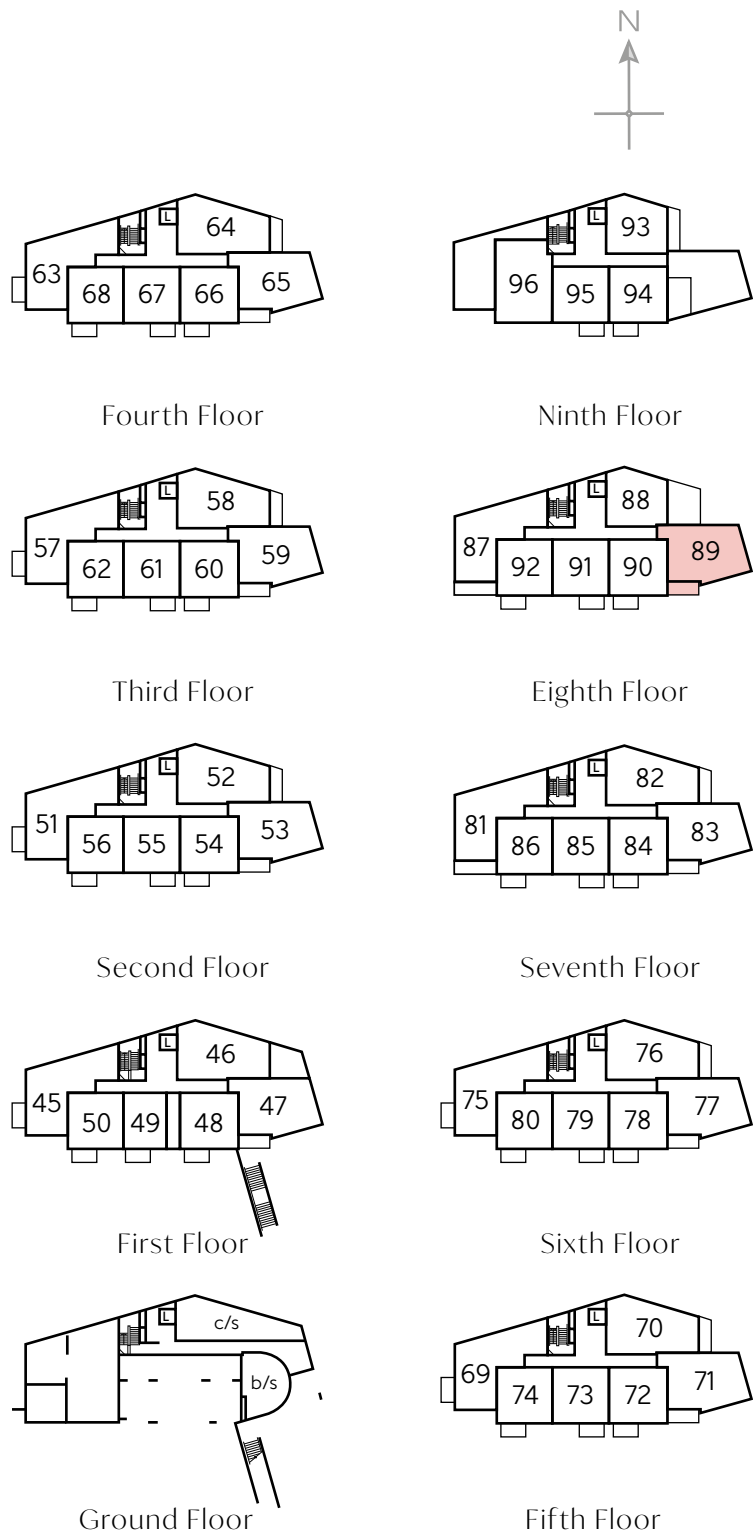 N
L
64
63
65
68 67 66
Fourth Floor
L
93
96
95 94
Ninth Floor
L
58
57
59
62 61 60
Third Floor
L
88
87
89
92 91 90
Eighth Floor
L
52
51
53
56 55 54
Second Floor
L
82
81
83
86 85 84
Seventh Floor
L
46
45
47
50 49 48
First Floor
L
76
75
77
80 79 78
Sixth Floor
L
c/s
b/s
Ground Floor
L
70
69
71
74 73 72
Fifth Floor